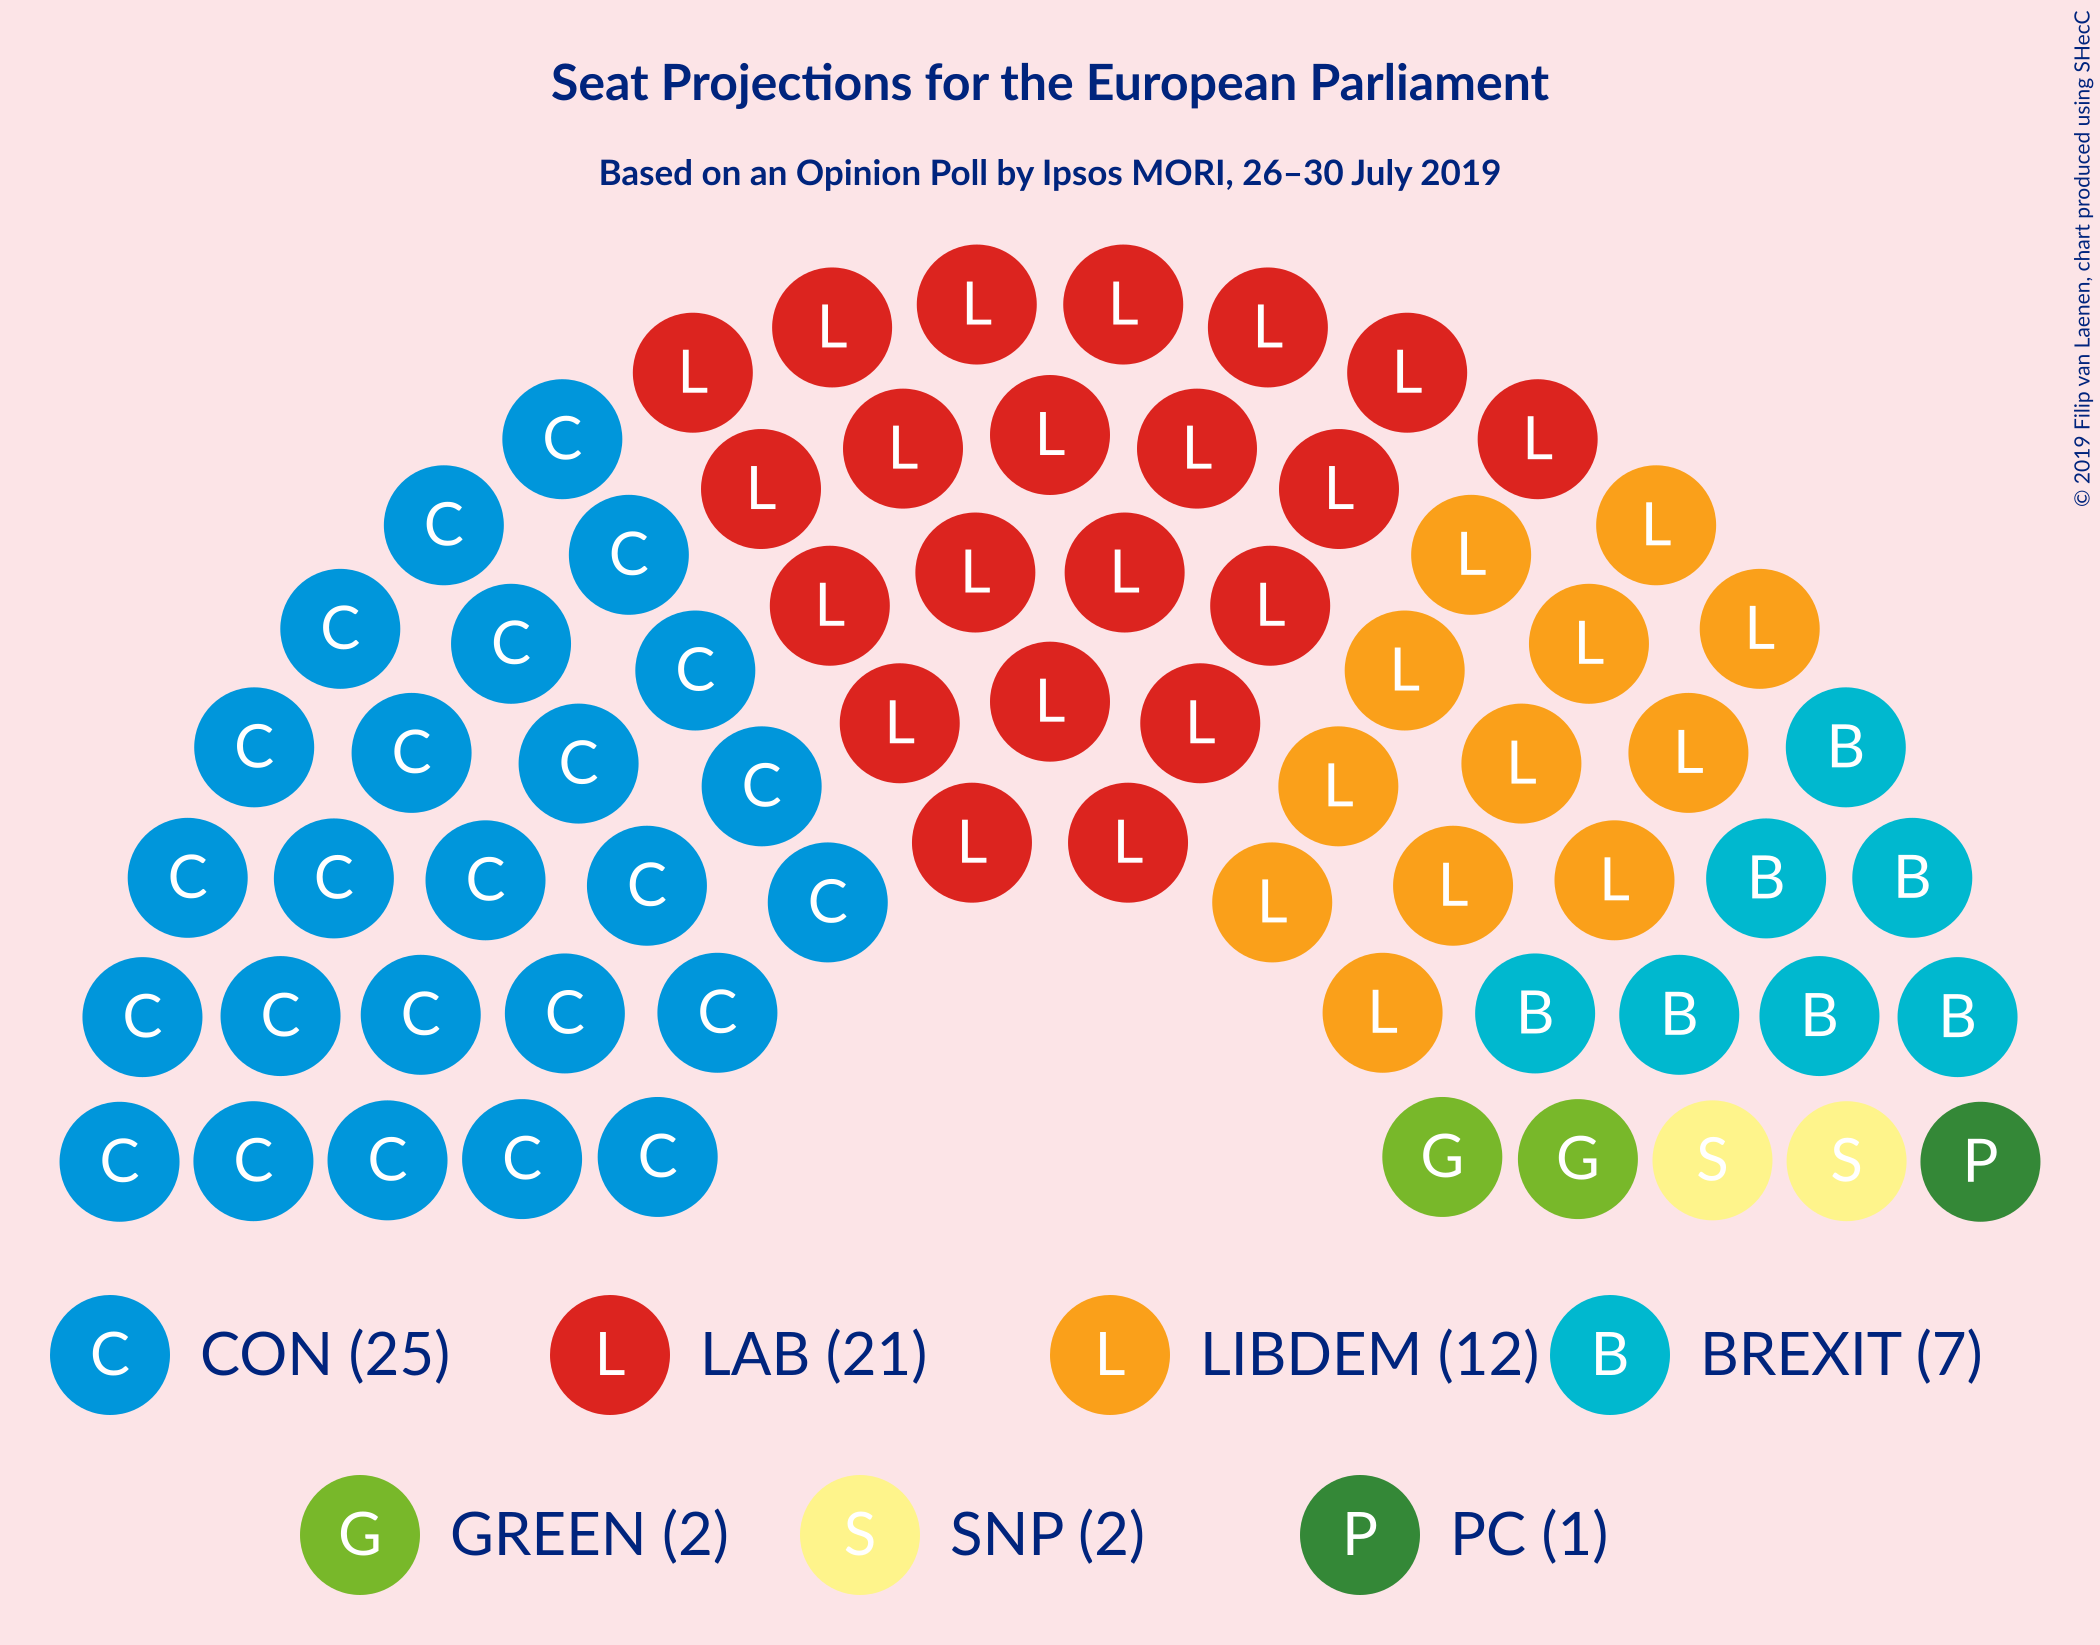 Seat Projections for the European Parliament
Based on an Opinion Poll by Ipsos MORI, 26–30 July 2019
© 2019 Filip van Laenen, chart produced using SHecC
L L L L L
L L
C L L L L L L
C C L L L L L L
C C C L L L L
C C C C L L L L L L B
C C C C C L L L L L B B
C C C C C L B B B B
C C C C C G G S S P
C CON (25) L LAB (21) L LIBDEM (12) B BREXIT (7)
G GREEN (2) S SNP (2) P PC (1)